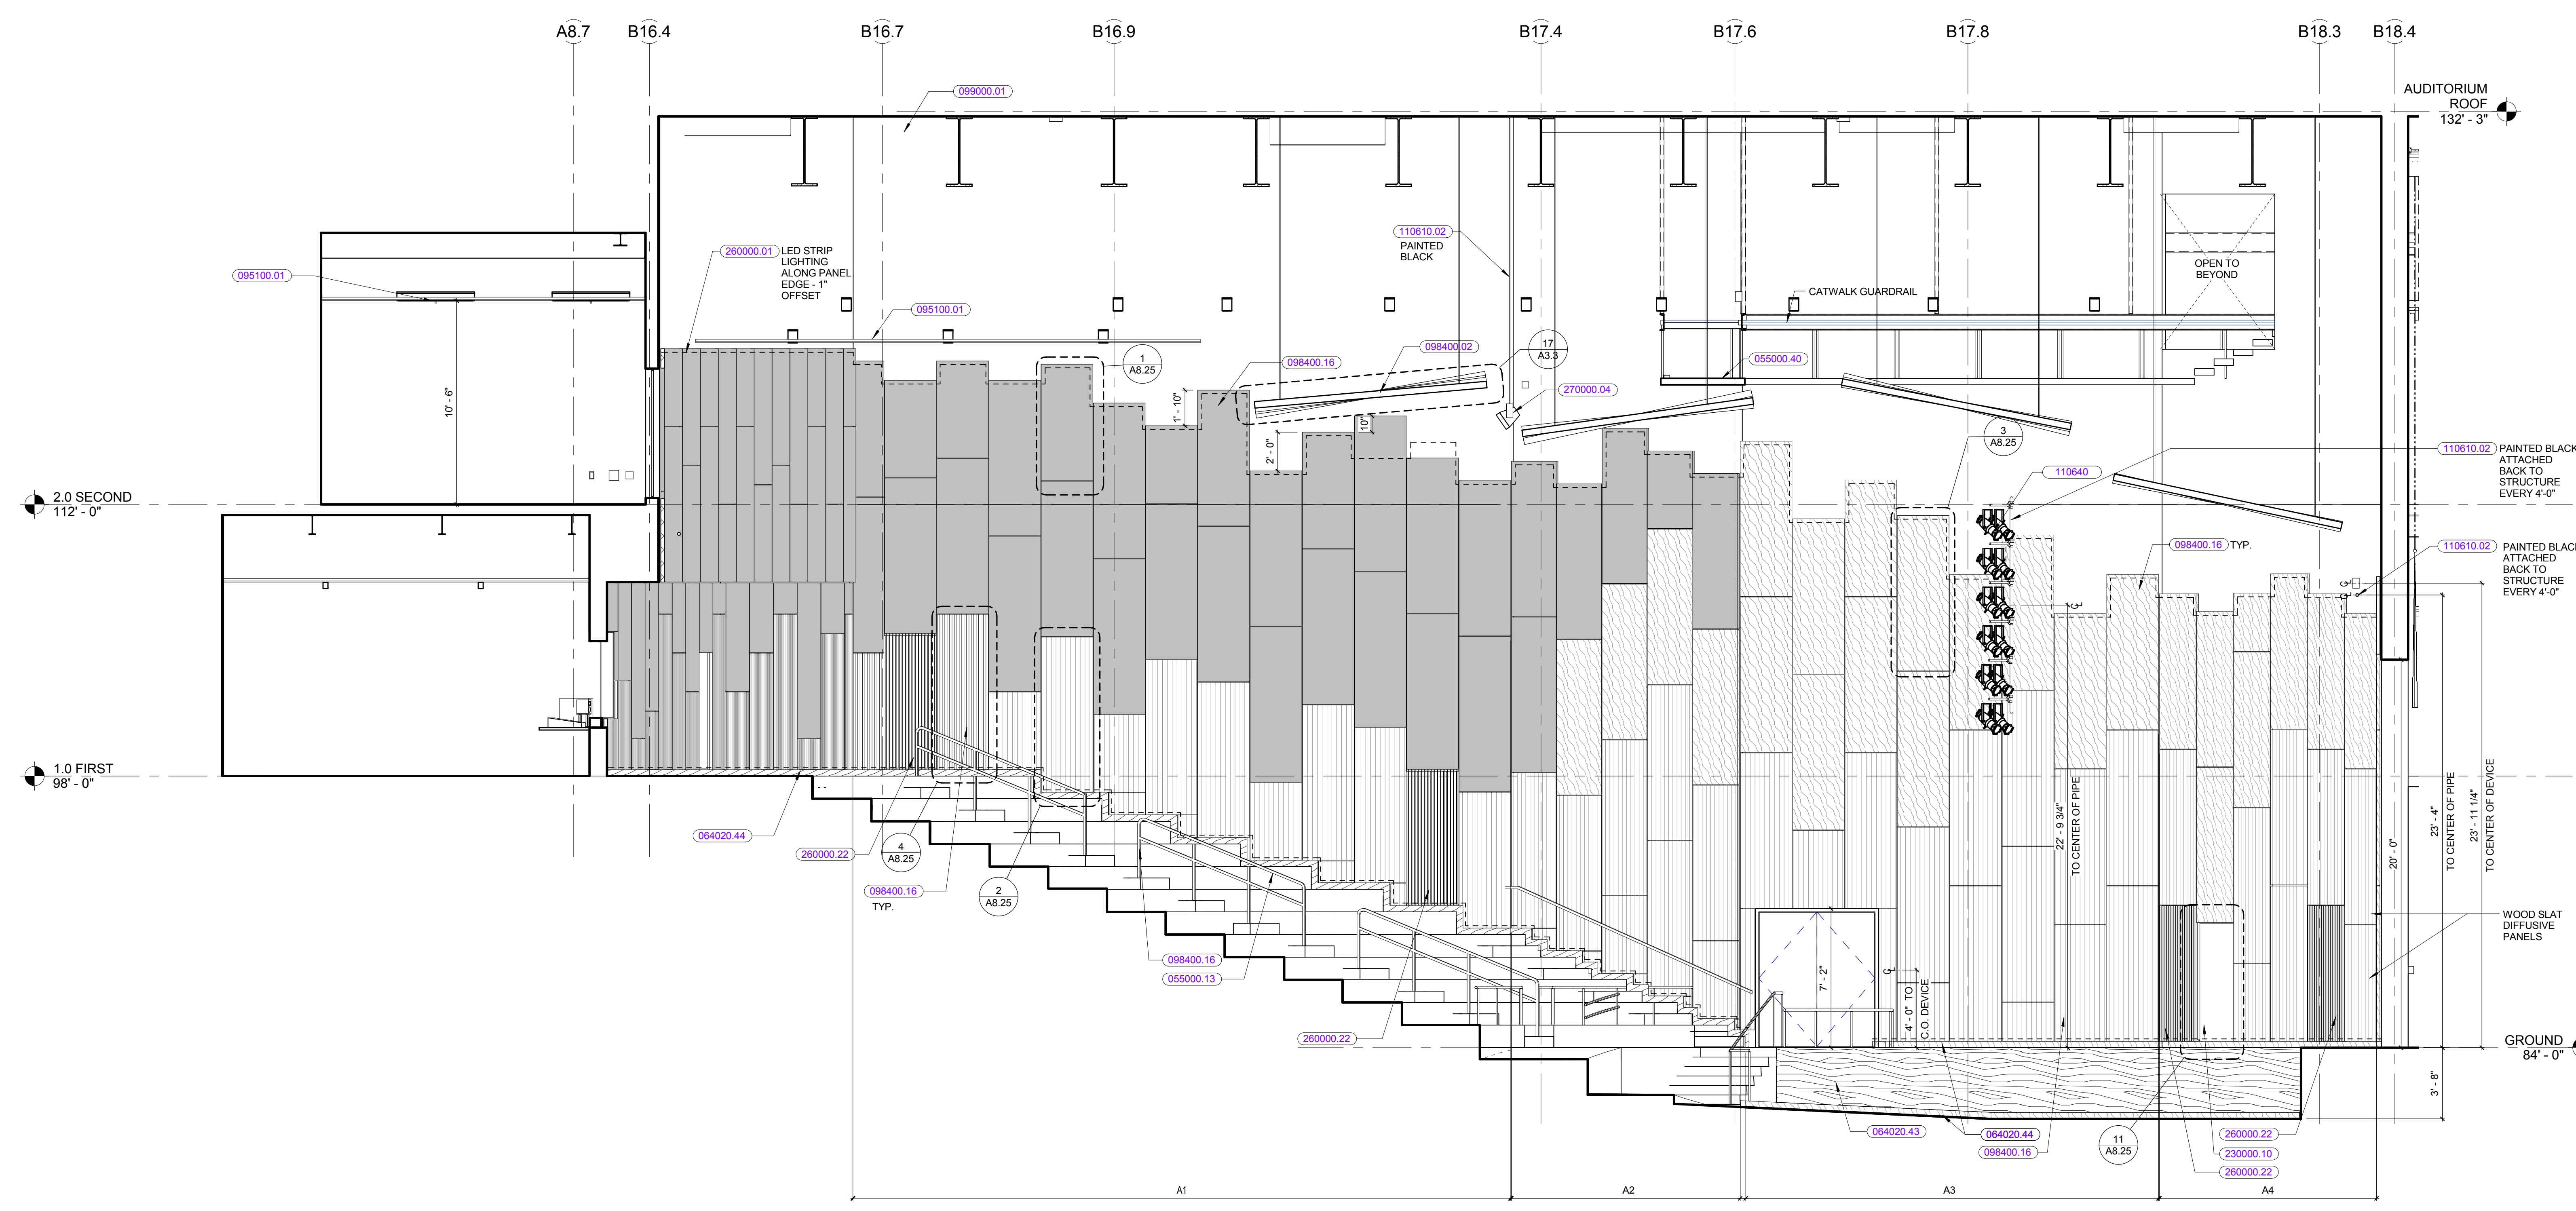 A8.7
B16.4
B16.7
B16.9
B17.4
B17.6
B17.8
B18.3
B18.4
AUDITORIUM
ROOF
132' - 3"
099000.01
110610.02
PAINTED
BLACK
260000.01
LED STRIP
LIGHTING
ALONG PANEL
EDGE - 1"
OFFSET
095100.01
095100.01
OPEN TO
BEYOND
CATWALK GUARDRAIL
098400.02
17
A3.3
1
A8.25
098400.16
055000.40
270000.04
10' - 6"
1' - 10"
2' - 0"
10"
3
A8.25
110640
110610.02
PAINTED BLACK
ATTACHED
BACK TO
STRUCTURE
EVERY 4'-0"
2.0 SECOND
112' - 0"
098400.16
TYP.
110610.02
PAINTED BLACK
ATTACHED
BACK TO
STRUCTURE
EVERY 4'-0"
1.0 FIRST
98' - 0"
064020.44
260000.22
4
A8.25
098400.16
TYP.
2
A8.25
098400.16
055000.13
260000.22
7' - 2"
4' - 0" TO
C.O. DEVICE
22' - 9 3/4"
TO CENTER OF PIPE
23' - 4"
TO CENTER OF PIPE
23' - 11 1/4"
TO CENTER OF DEVICE
20' - 0"
WOOD SLAT
DIFFUSIVE
PANELS
GROUND
84' - 0"
3' - 8"
064020.43
064020.44
098400.16
11
A8.25
260000.22
230000.10
260000.22
A1
A2
A3
A4